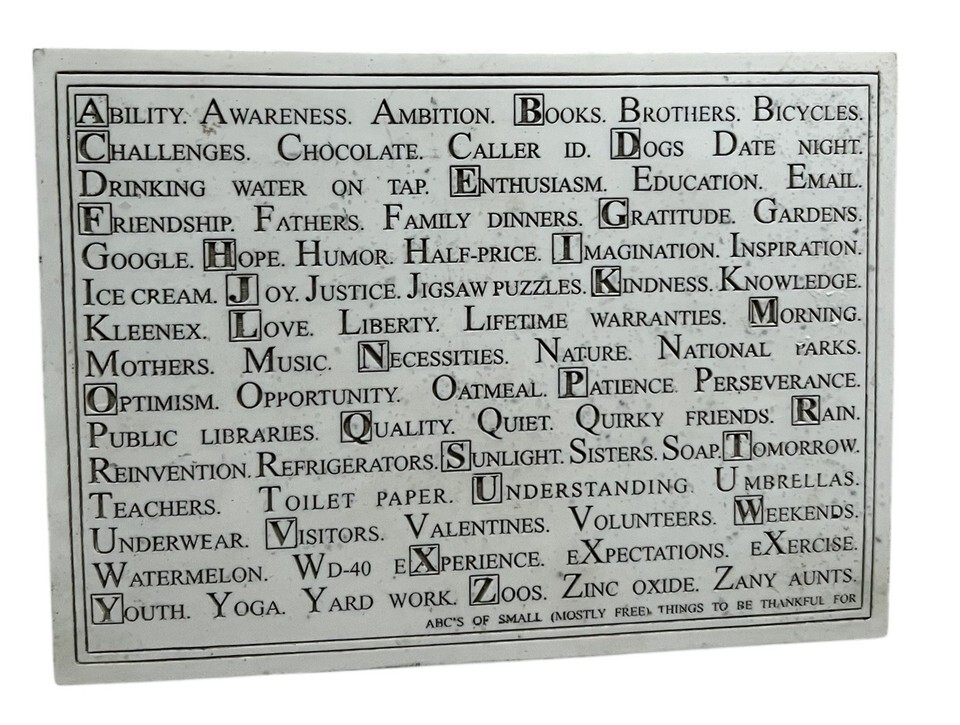 ABILITY. AWARENESS. AMBITION. BOOKS. BROTHERS. BICYCLES.
CHALLENGES. CHOCOLATE. CALLER ID. DOGS DATE NIGHT.
DRINKING WATER ON TAP. ENTHUSIASM. EDUCATION. EMAIL.
FRIENDSHIP. FATHERS. FAMILY DINNERS. GRATITUDE. GARDENS.
GOOGLE. HOPE. HUMOR. HALF-PRICE. IMAGINATION. INSPIRATION.
ICE CREAM. JOY. JUSTICE. JIGSAW PUZZLES. KINDNESS. KNOWLEDGE.
KLEENEX. LOVE. LIBERTY. LIFETIME WARRANTIES. MORNING.
MOTHERS. MUSIC. NECESSITIES. NATURE. NATIONAL PARKS.
OPTIMISM. OPPORTUNITY. OATMEAL. PATIENCE PERSEVERANCE.
PUBLIC LIBRARIES. QUALITY. QUIET. QUIRKY FRIENDS. RAIN.
REINVENTION. REFRIGERATORS. SUNLIGHT. SISTERS. SOAP. TOMORROW.
TEACHERS. TOILET PAPER. UNDERSTANDING. UMBRELLAS.
UNDERWEAR. VISITORS. VALENTINES. VOLUNTEERS. WEEKENDS.
WATERMELON. WD-40 eXPERIENCE. eXPECTATIONS. eXERCISE.
YOUTH. YOGA. YARD WORK. ZOOS. ZINC OXIDE. ZANY AUNTS.
ABC'S OF SMALL (MOSTLY FREE), THINGS TO BE THANKFUL FOR